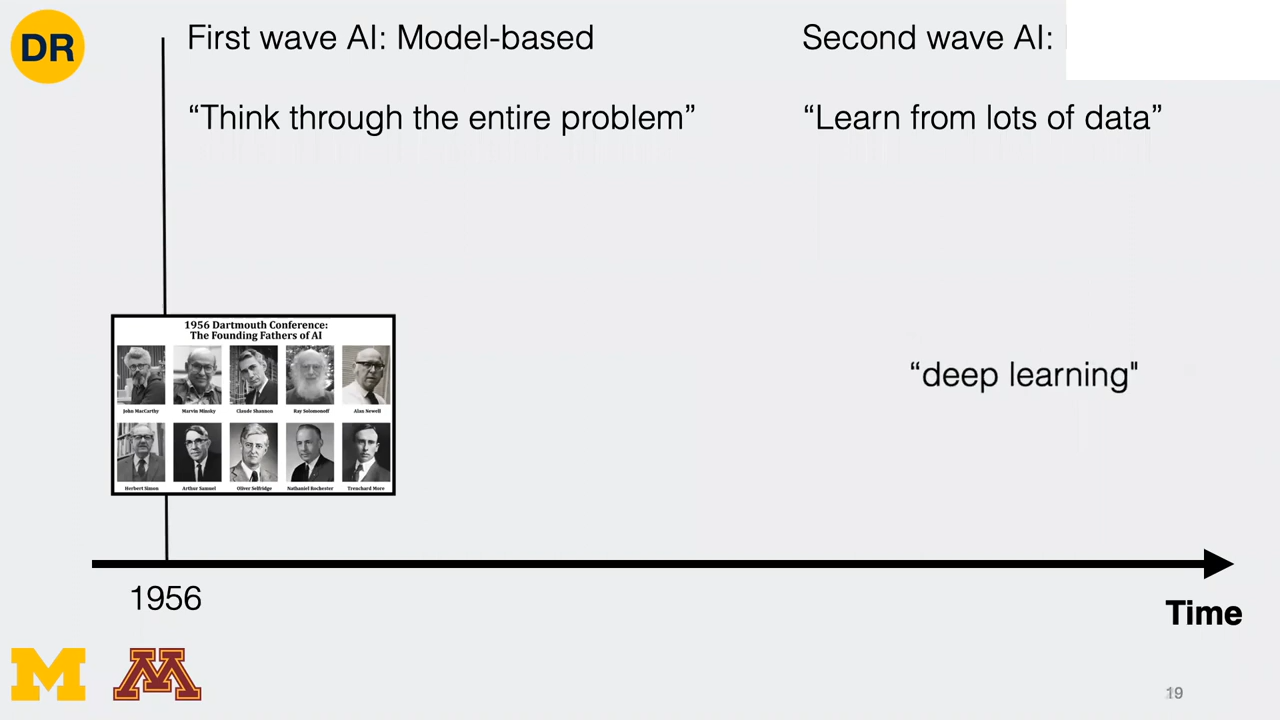 DR
First wave AI: Model-based
Second wave AI:
“Think through the entire problem”
“Learn from lots of data”
1956 Dartmouth Conference:
The Founding Fathers of AI
John MacCarthy
Marvin Minsky
Claude Shannon
Ray Solomonoff
Alan Newell
Herbert Simon
Arthur Samuel
Oliver Selfridge
Nathaniel Rochester
Trenchard More
“deep learning"
1956
Time
M
M
19